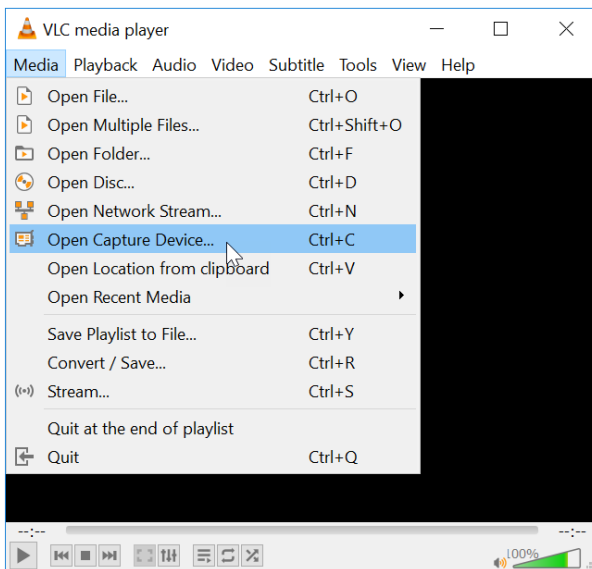 VLC media player
Media Playback Audio Video Subtitle Tools View Help
Open File... Ctrl+O
Open Multiple Files... Ctrl+Shift+O
Open Folder... Ctrl+F
Open Disc... Ctrl+D
Open Network Stream... Ctrl+N
Open Capture Device... Ctrl+C
Open Location from clipboard Ctrl+V
Open Recent Media
Save Playlist to File... Ctrl+Y
Convert / Save... Ctrl+R
Stream... Ctrl+S
Quit at the end of playlist
Quit Ctrl+Q
--:-- --:--
100%